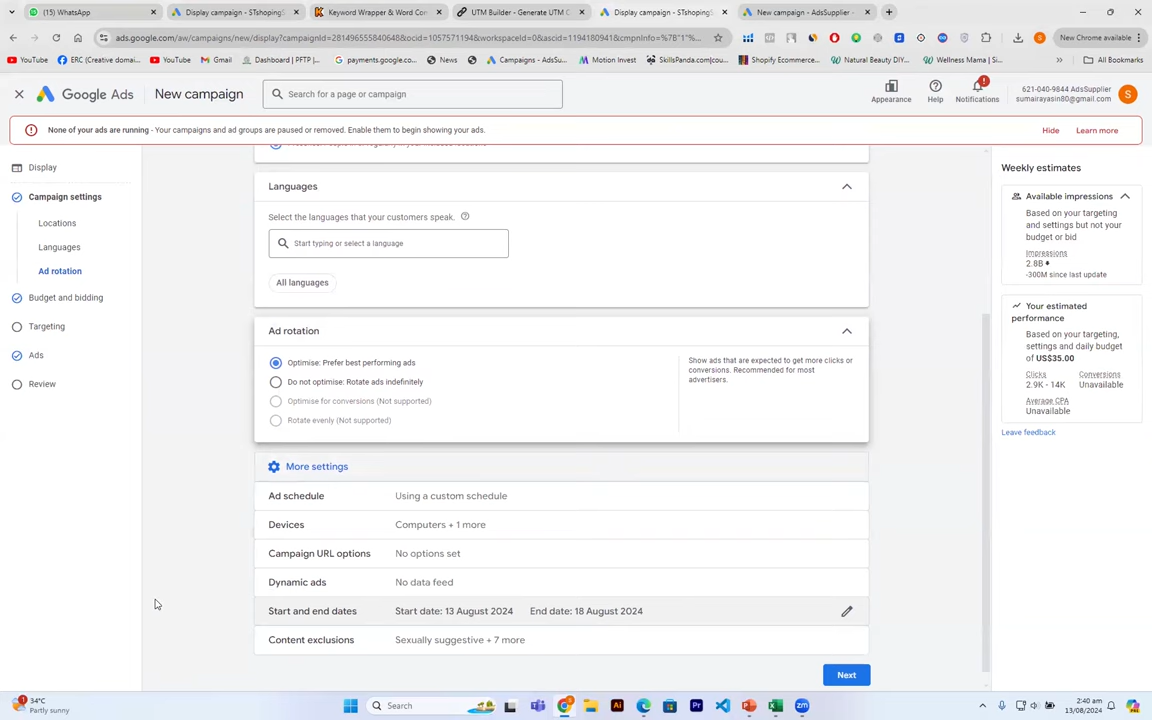 (15) WhatsApp
Display campaign - STshopingS
Keyword Wrapper & Word Con
UTM Builder - Generate UTM C
Display campaign - STshopingS
New campaign - AdsSupplier -
ads.google.com/aw/campaigns/new/display?campaignId=281496555840648&ocid=1057571194&workspaceId=0&ascid=1194180941&cmpnInfo=%7B"1"%...
New Chrome available
YouTube
ERC (Creative domai...
YouTube
Gmail
Dashboard | PFTP |...
payments.google.co...
News
Campaigns - AdsSu...
Motion Invest
SkillsPanda
Shopify Ecommerce...
Natural Beauty DIY...
Wellness Mama | Si...
All Bookmarks
Google Ads
New campaign
Search for a page or campaign
Appearance
Help
Notifications
621-040-9844 AdsSupplier
sumairayasin80@gmail.com
S
None of your ads are running - Your campaigns and ad groups are paused or removed. Enable them to begin showing your ads.
Hide
Learn more
Display
Campaign settings
Locations
Languages
Ad rotation
Budget and bidding
Targeting
Ads
Review
Languages
Select the languages that your customers speak.
Start typing or select a language
All languages
Ad rotation
Optimise: Prefer best performing ads
Do not optimise: Rotate ads indefinitely
Optimise for conversions (Not supported)
Rotate evenly (Not supported)
Show ads that are expected to get more clicks or
conversions. Recommended for most
advertisers.
More settings
Ad schedule Using a custom schedule
Devices Computers + 1 more
Campaign URL options No options set
Dynamic ads No data feed
Start and end dates Start date: 13 August 2024 End date: 18 August 2024
Content exclusions Sexually suggestive + 7 more
Next
Weekly estimates
Available impressions
Based on your targeting
and settings but not your
budget or bid
Impressions
2.8B
-300M since last update
Your estimated
performance
Based on your targeting,
settings and daily budget
of US$35.00
Clicks Conversions
2.9K - 14K Unavailable
Average CPA
Unavailable
Leave feedback
34°C
Partly sunny
Search
2:40 am
13/08/2024